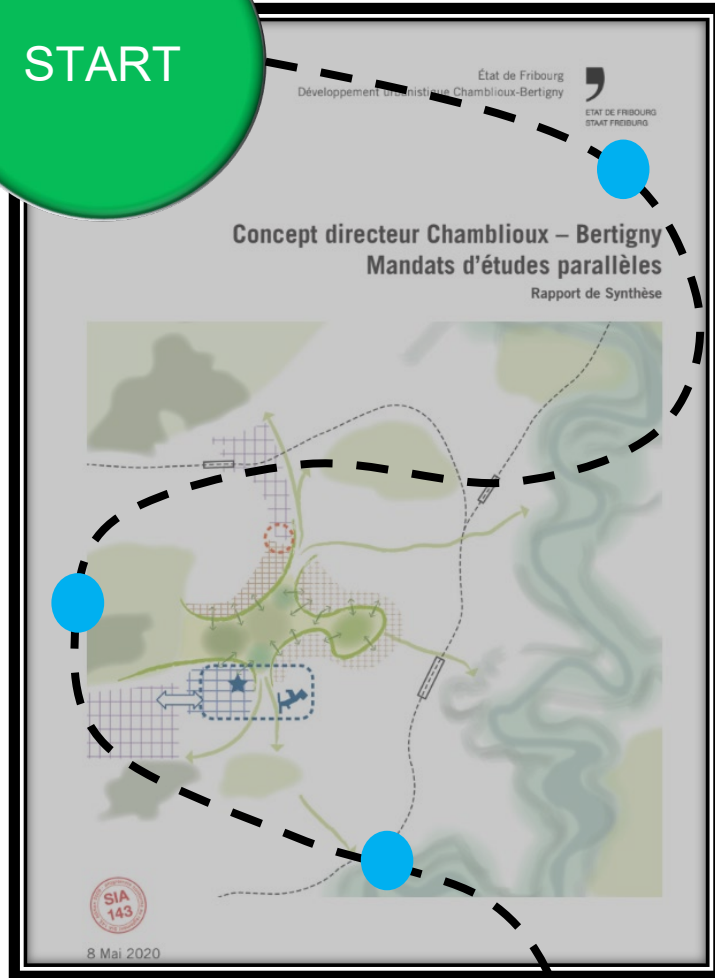 START
État de Fribourg
Développement urbanistique Chamblioux-Bertigny
ETAT DE FRIBOURG
STAAT FREIBURG
Concept directeur Chamblioux – Bertigny
Mandats d'études parallèles
Rapport de Synthèse
SIA
143
8 Mai 2020